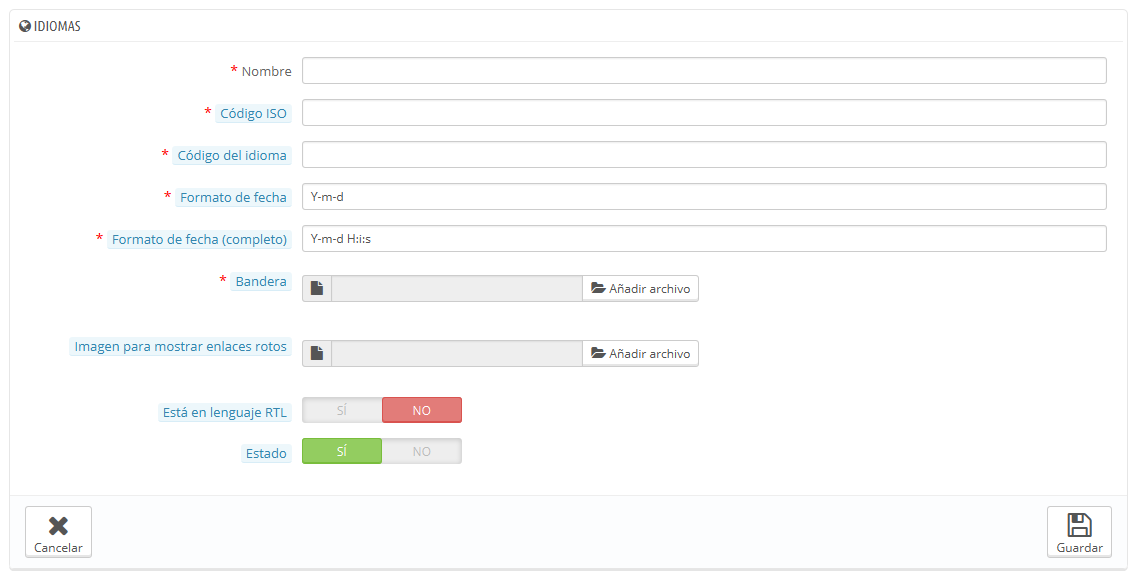 IDIOMAS
* Nombre
* Código ISO
* Código del idioma
* Formato de fecha Y-m-d
* Formato de fecha (completo) Y-m-d H:i:s
* Bandera Añadir archivo
Imagen para mostrar enlaces rotos Añadir archivo
Está en lenguaje RTL SÍ NO
Estado SÍ NO
Cancelar Guardar